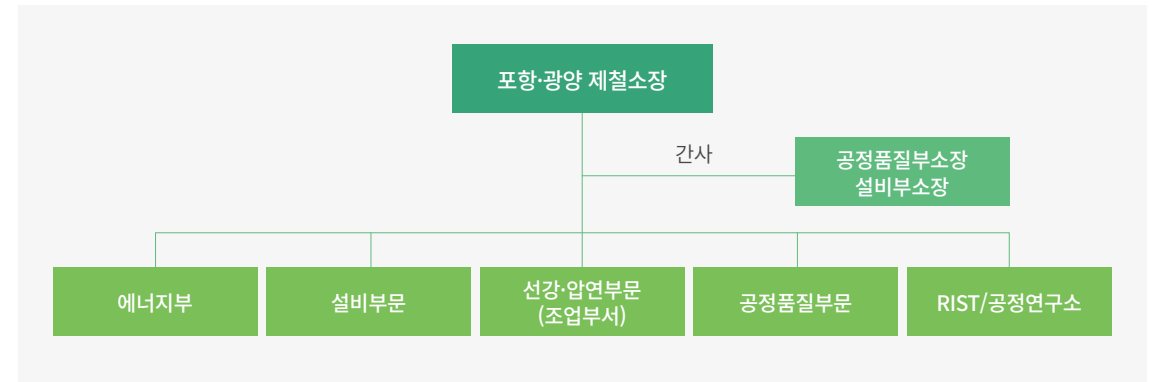 포항·광양 제철소장
간사
공정품질부소장
설비부소장
에너지부
설비부문
선강·압연부문
(조업부서)
공정품질부문
RIST/공정연구소